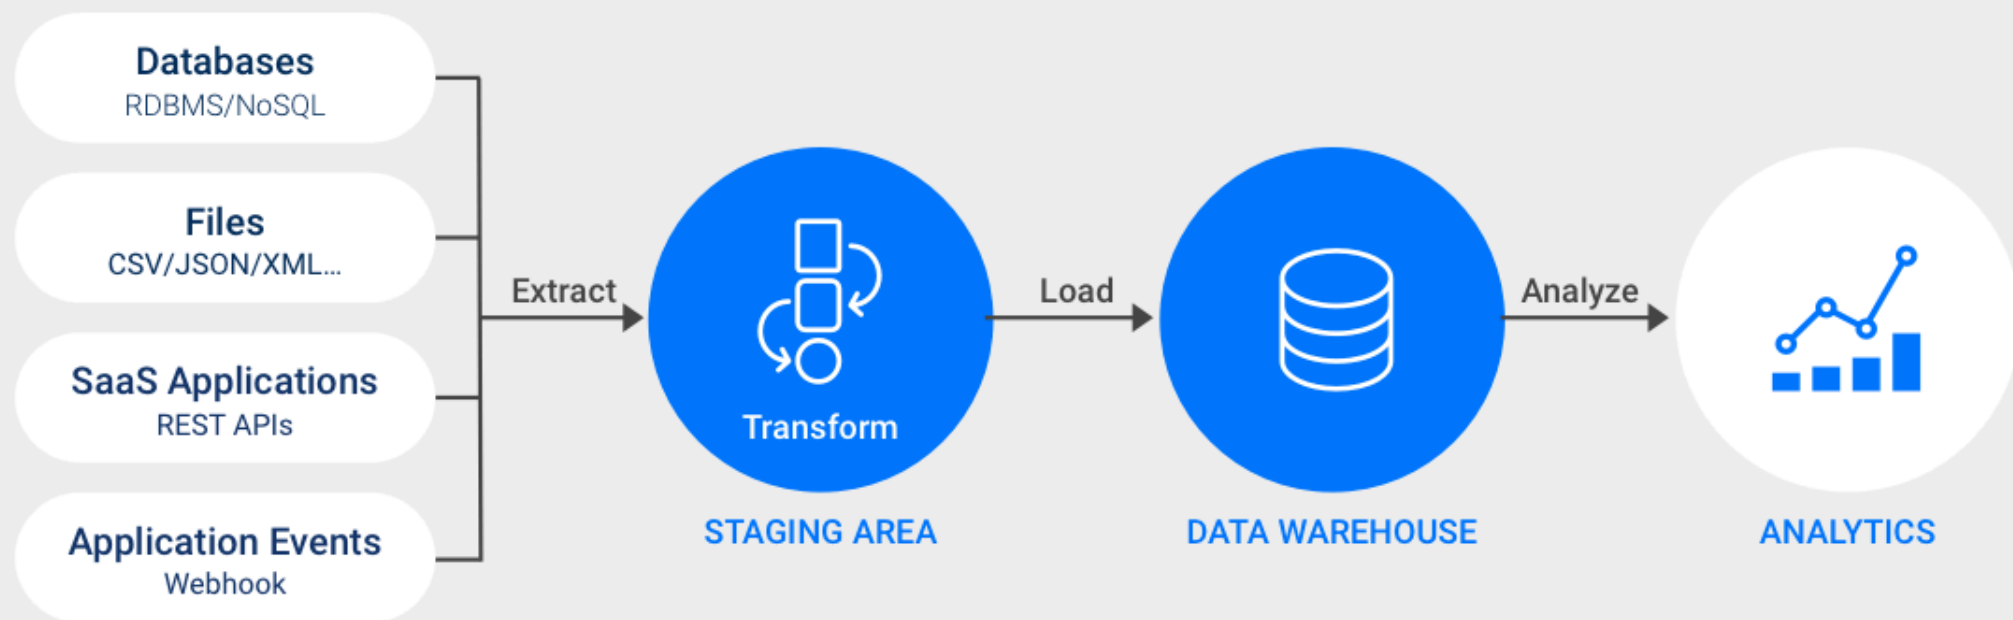 Databases
RDBMS/NoSQL
Files
CSV/JSON/XML...
SaaS Applications
REST APIs
Application Events
Webhook
Extract
Transform
STAGING AREA
Load
DATA WAREHOUSE
Analyze
ANALYTICS